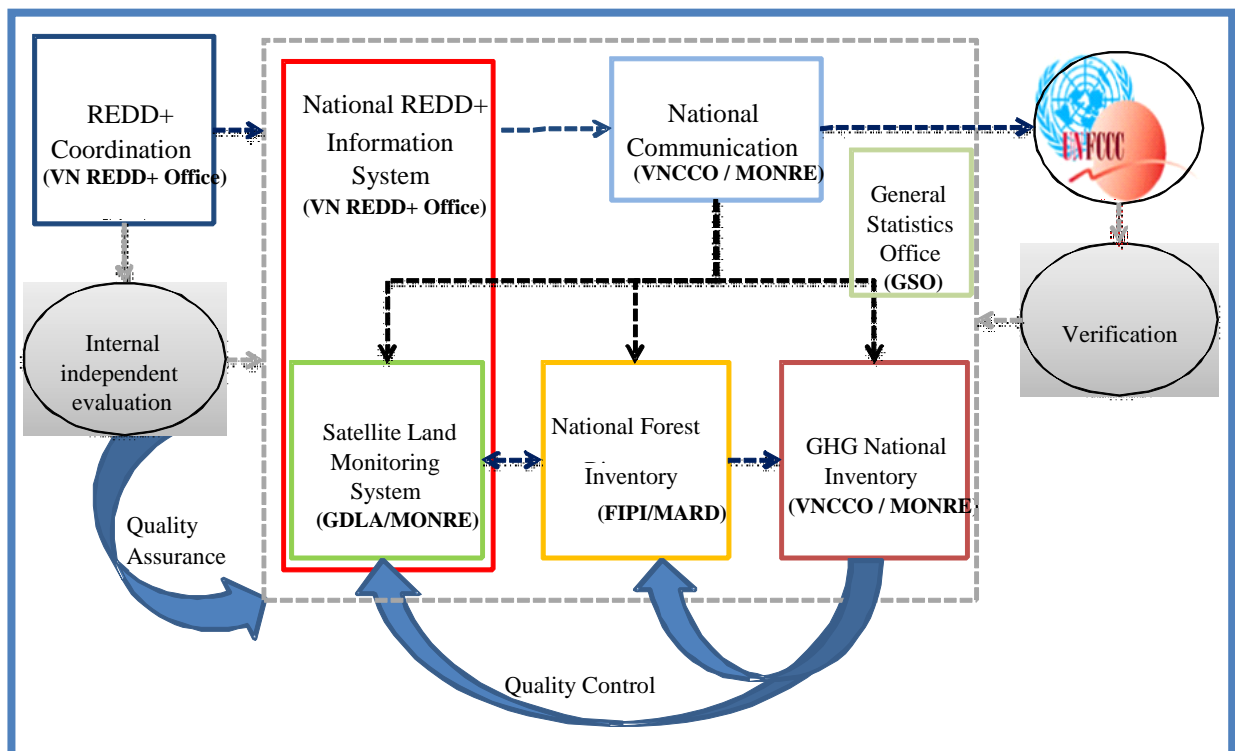 REDD+
Coordination
(VN REDD+ Office)
National REDD+
Information
System
(VN REDD+ Office)
National
Communication
(VNCCO / MONRE)
General
Statistics
Office
(GSO)
UNFCCC
Internal
independent
evaluation
Verification
Satellite Land
Monitoring
System
(GDLA/MONRE)
National Forest
Inventory
(FIPI/MARD)
GHG National
Inventory
(VNCCO / MONRE)
Quality
Assurance
Quality Control